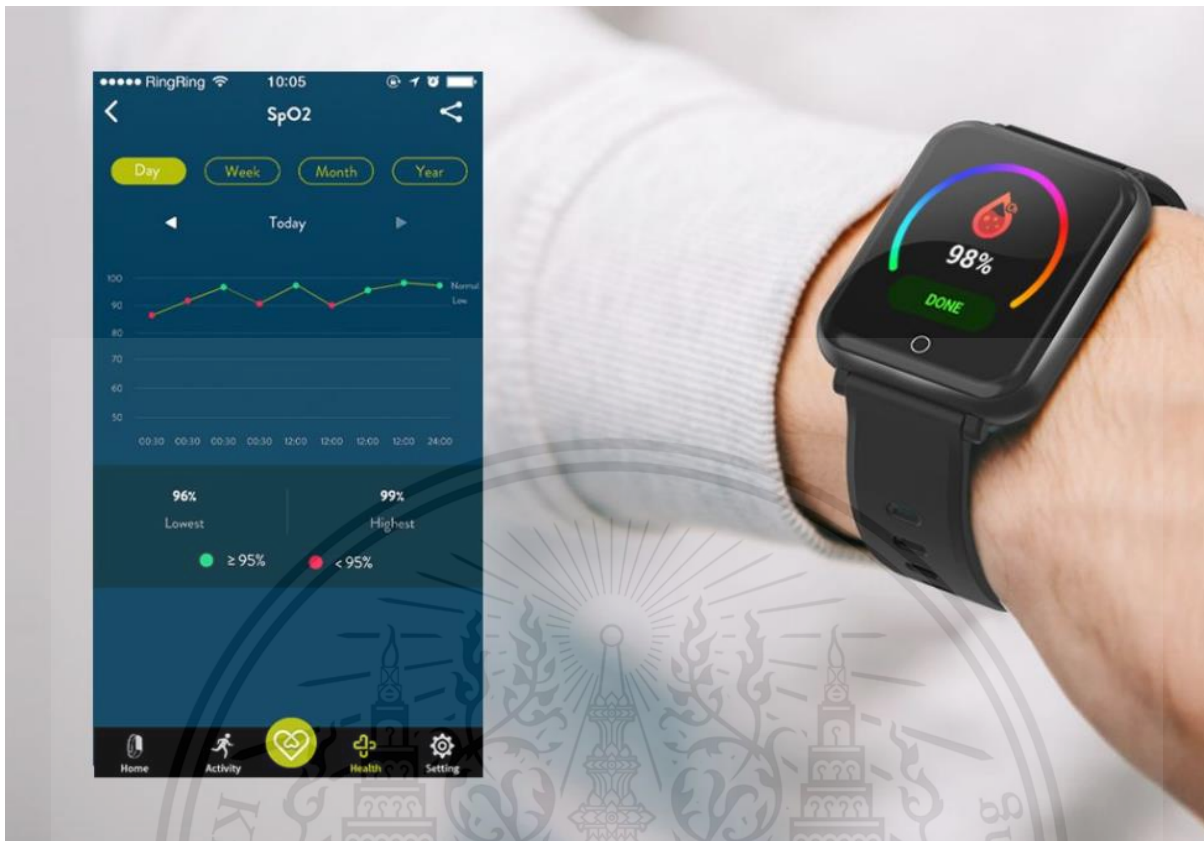 RingRing 10:05
SpO2
Day Week Month Year
Today
100
Normal
90
Low
80
70
60
50
00:30 00:30 00:30 00:30 12:00 12:00 12:00 12:00 24:00
96% 99%
Lowest Highest
≥ 95% < 95%
Home Activity Health Setting
98%
DONE